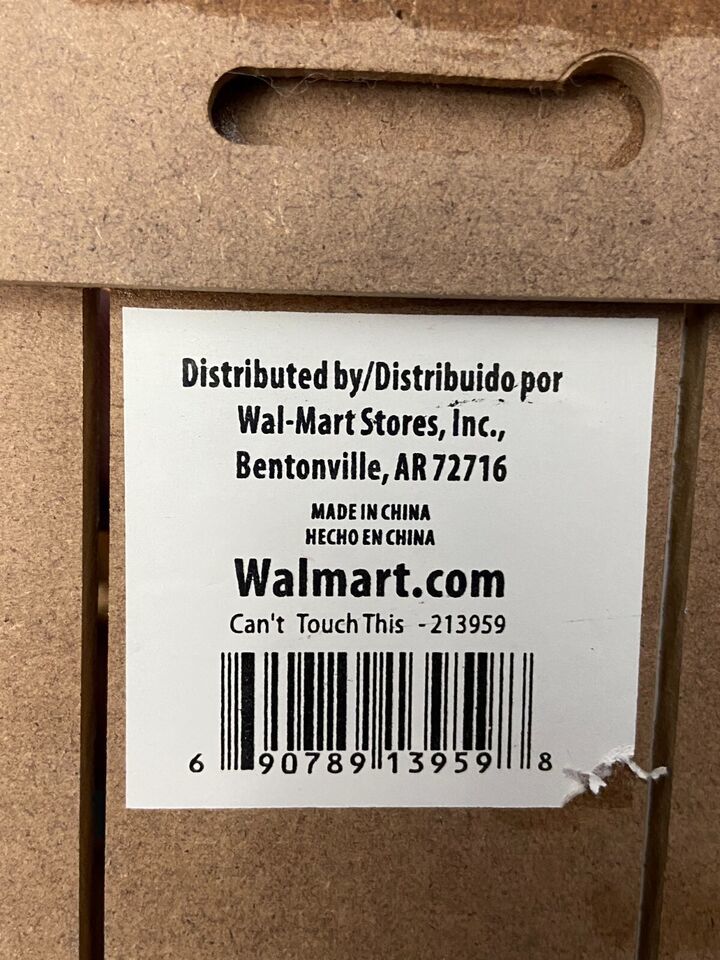 Distributed by/Distribuido por
Wal-Mart Stores, Inc.,
Bentonville, AR 72716
MADE IN CHINA
HECHO EN CHINA
Walmart.com
Can't Touch This - 213959
6 90789 13959 8